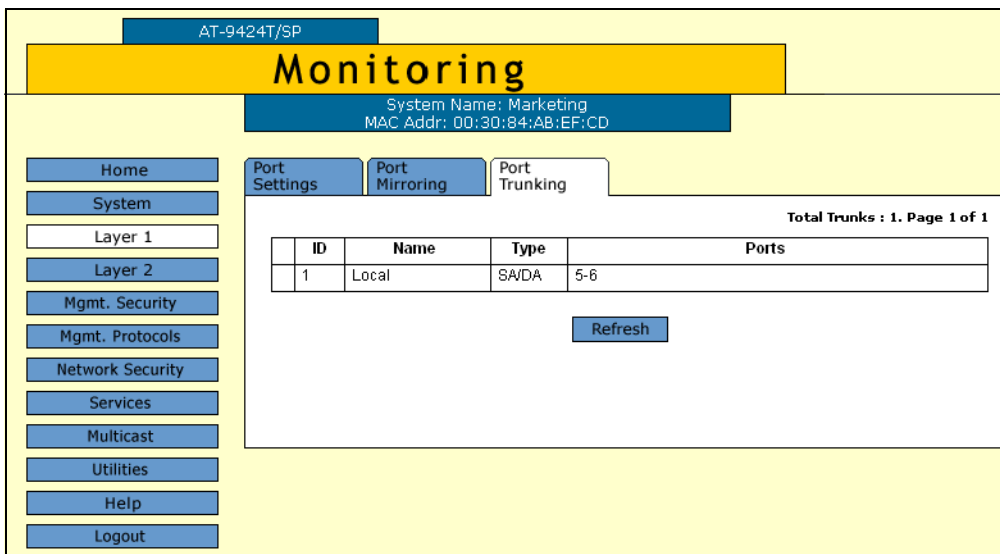 AT-9424T/SP
Monitoring
System Name: Marketing
MAC Addr: 00:30:84:AB:EF:CD
Home
System
Layer 1
Layer 2
Mgmt. Security
Mgmt. Protocols
Network Security
Services
Multicast
Utilities
Help
Logout
Port Settings
Port Mirroring
Port Trunking
Total Trunks : 1. Page 1 of 1
ID Name Type Ports
1 Local SA/DA 5-6
Refresh